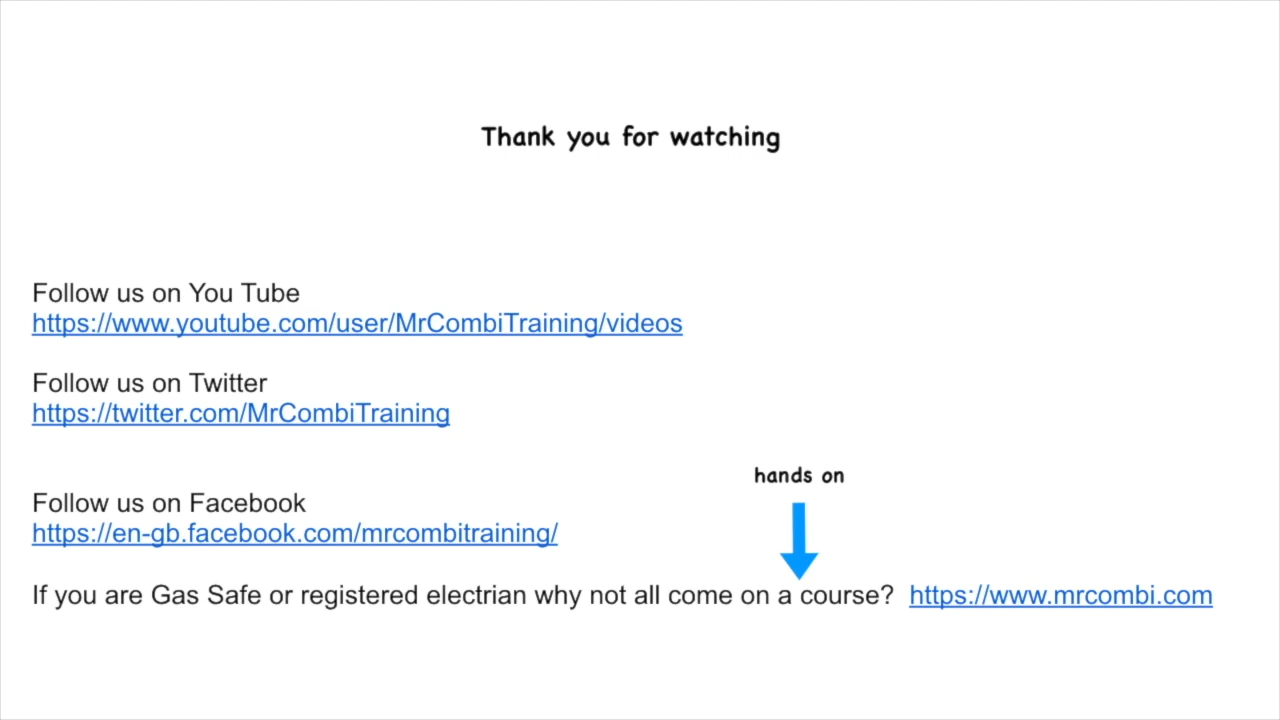 Thank you for watching
Follow us on You Tube
https://www.youtube.com/user/MrCombiTraining/videos
Follow us on Twitter
https://twitter.com/MrCombiTraining
hands on
Follow us on Facebook
https://en-gb.facebook.com/mrcombitraining/
If you are Gas Safe or registered electrian why not all come on a course? https://www.mrcombi.com